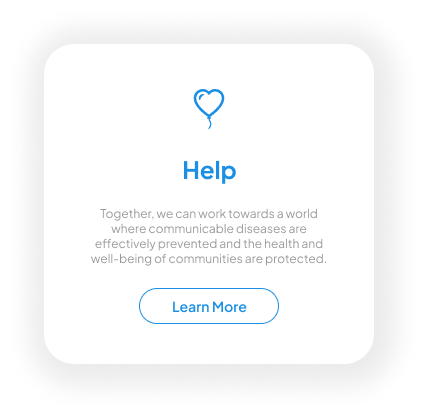 Help
Together, we can work towards a world
where communicable diseases are
effectively prevented and the health and
well-being of communities are protected.
Learn More